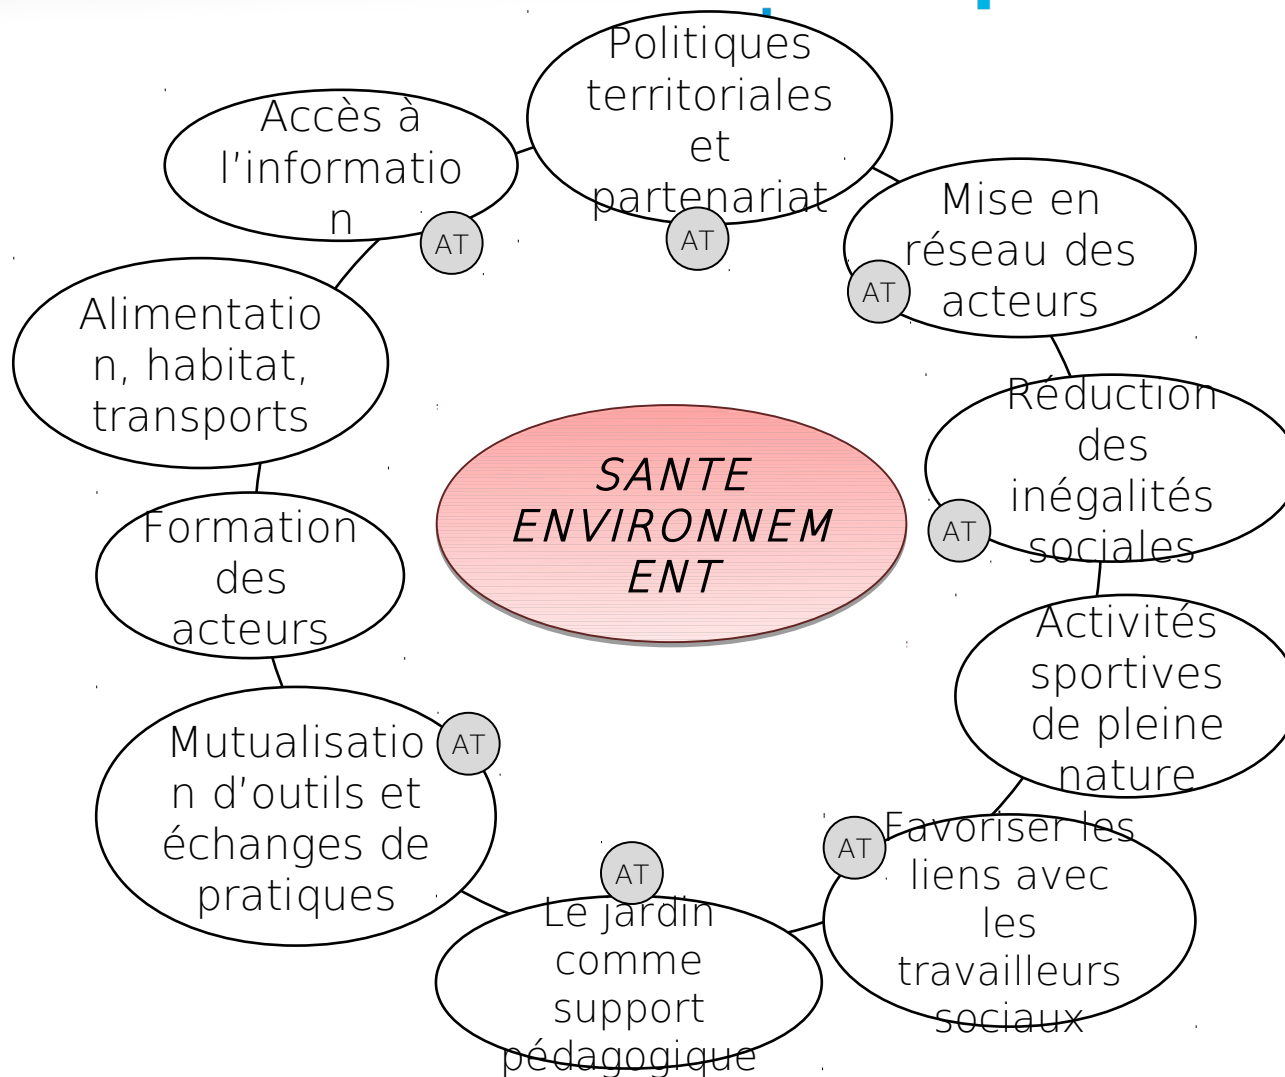 Politiques
territoriales
et
partenariat
AT
Accès à
l’informatio
n
AT
Mise en
réseau des
acteurs
AT
Alimentatio
n, habitat,
transports
Réduction
des
inégalités
sociales
AT
SANTE
ENVIRONNEM
ENT
Formation
des
acteurs
Activités
sportives
de pleine
nature
Mutualisatio
n d’outils et
échanges de
pratiques
AT
Favoriser les
liens avec
les
travailleurs
sociaux
AT
Le jardin
comme
support
pédagogique
AT